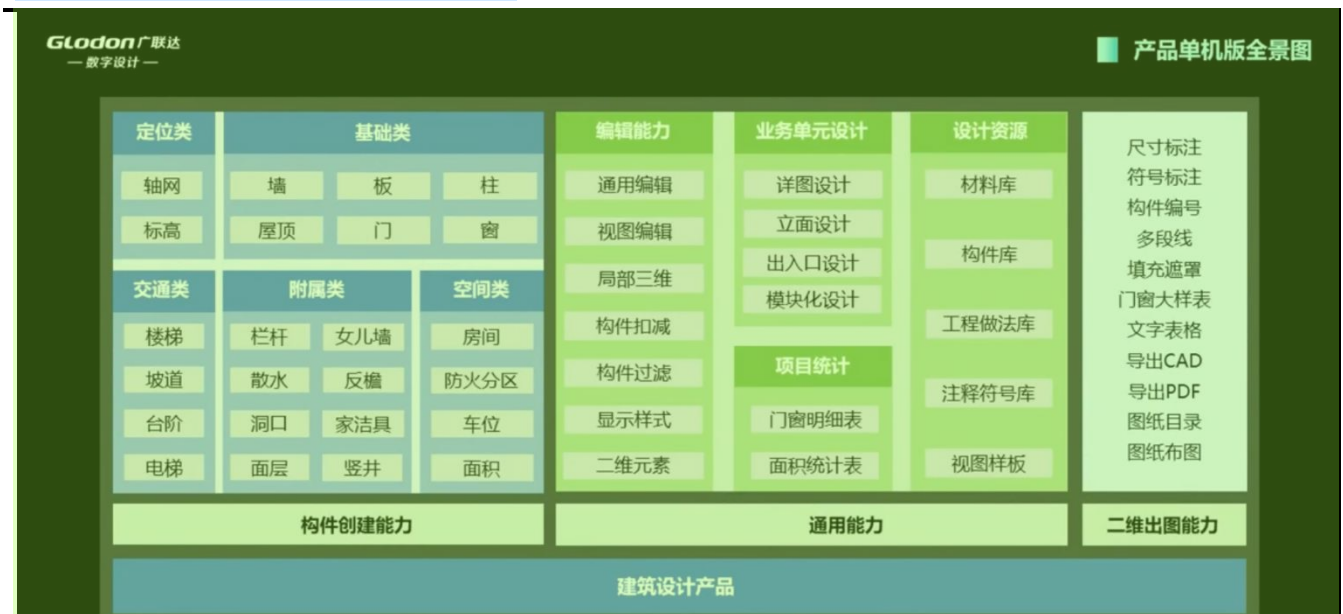 GLodon广联达
— 数字设计 —
产品单机版全景图
定位类
轴网
标高
基础类
墙 板 柱
屋顶 门 窗
交通类
楼梯
坡道
台阶
电梯
附属类
栏杆 女儿墙
散水 反檐
洞口 家洁具
面层 竖井
空间类
房间
防火分区
车位
面积
构件创建能力
编辑能力
通用编辑
视图编辑
局部三维
构件扣减
构件过滤
显示样式
二维元素
业务单元设计
详图设计
立面设计
出入口设计
模块化设计
项目统计
门窗明细表
面积统计表
设计资源
材料库
构件库
工程做法库
注释符号库
视图样板
通用能力
尺寸标注
符号标注
构件编号
多段线
填充遮罩
门窗大样表
文字表格
导出CAD
导出PDF
图纸目录
图纸布图
二维出图能力
建筑设计产品